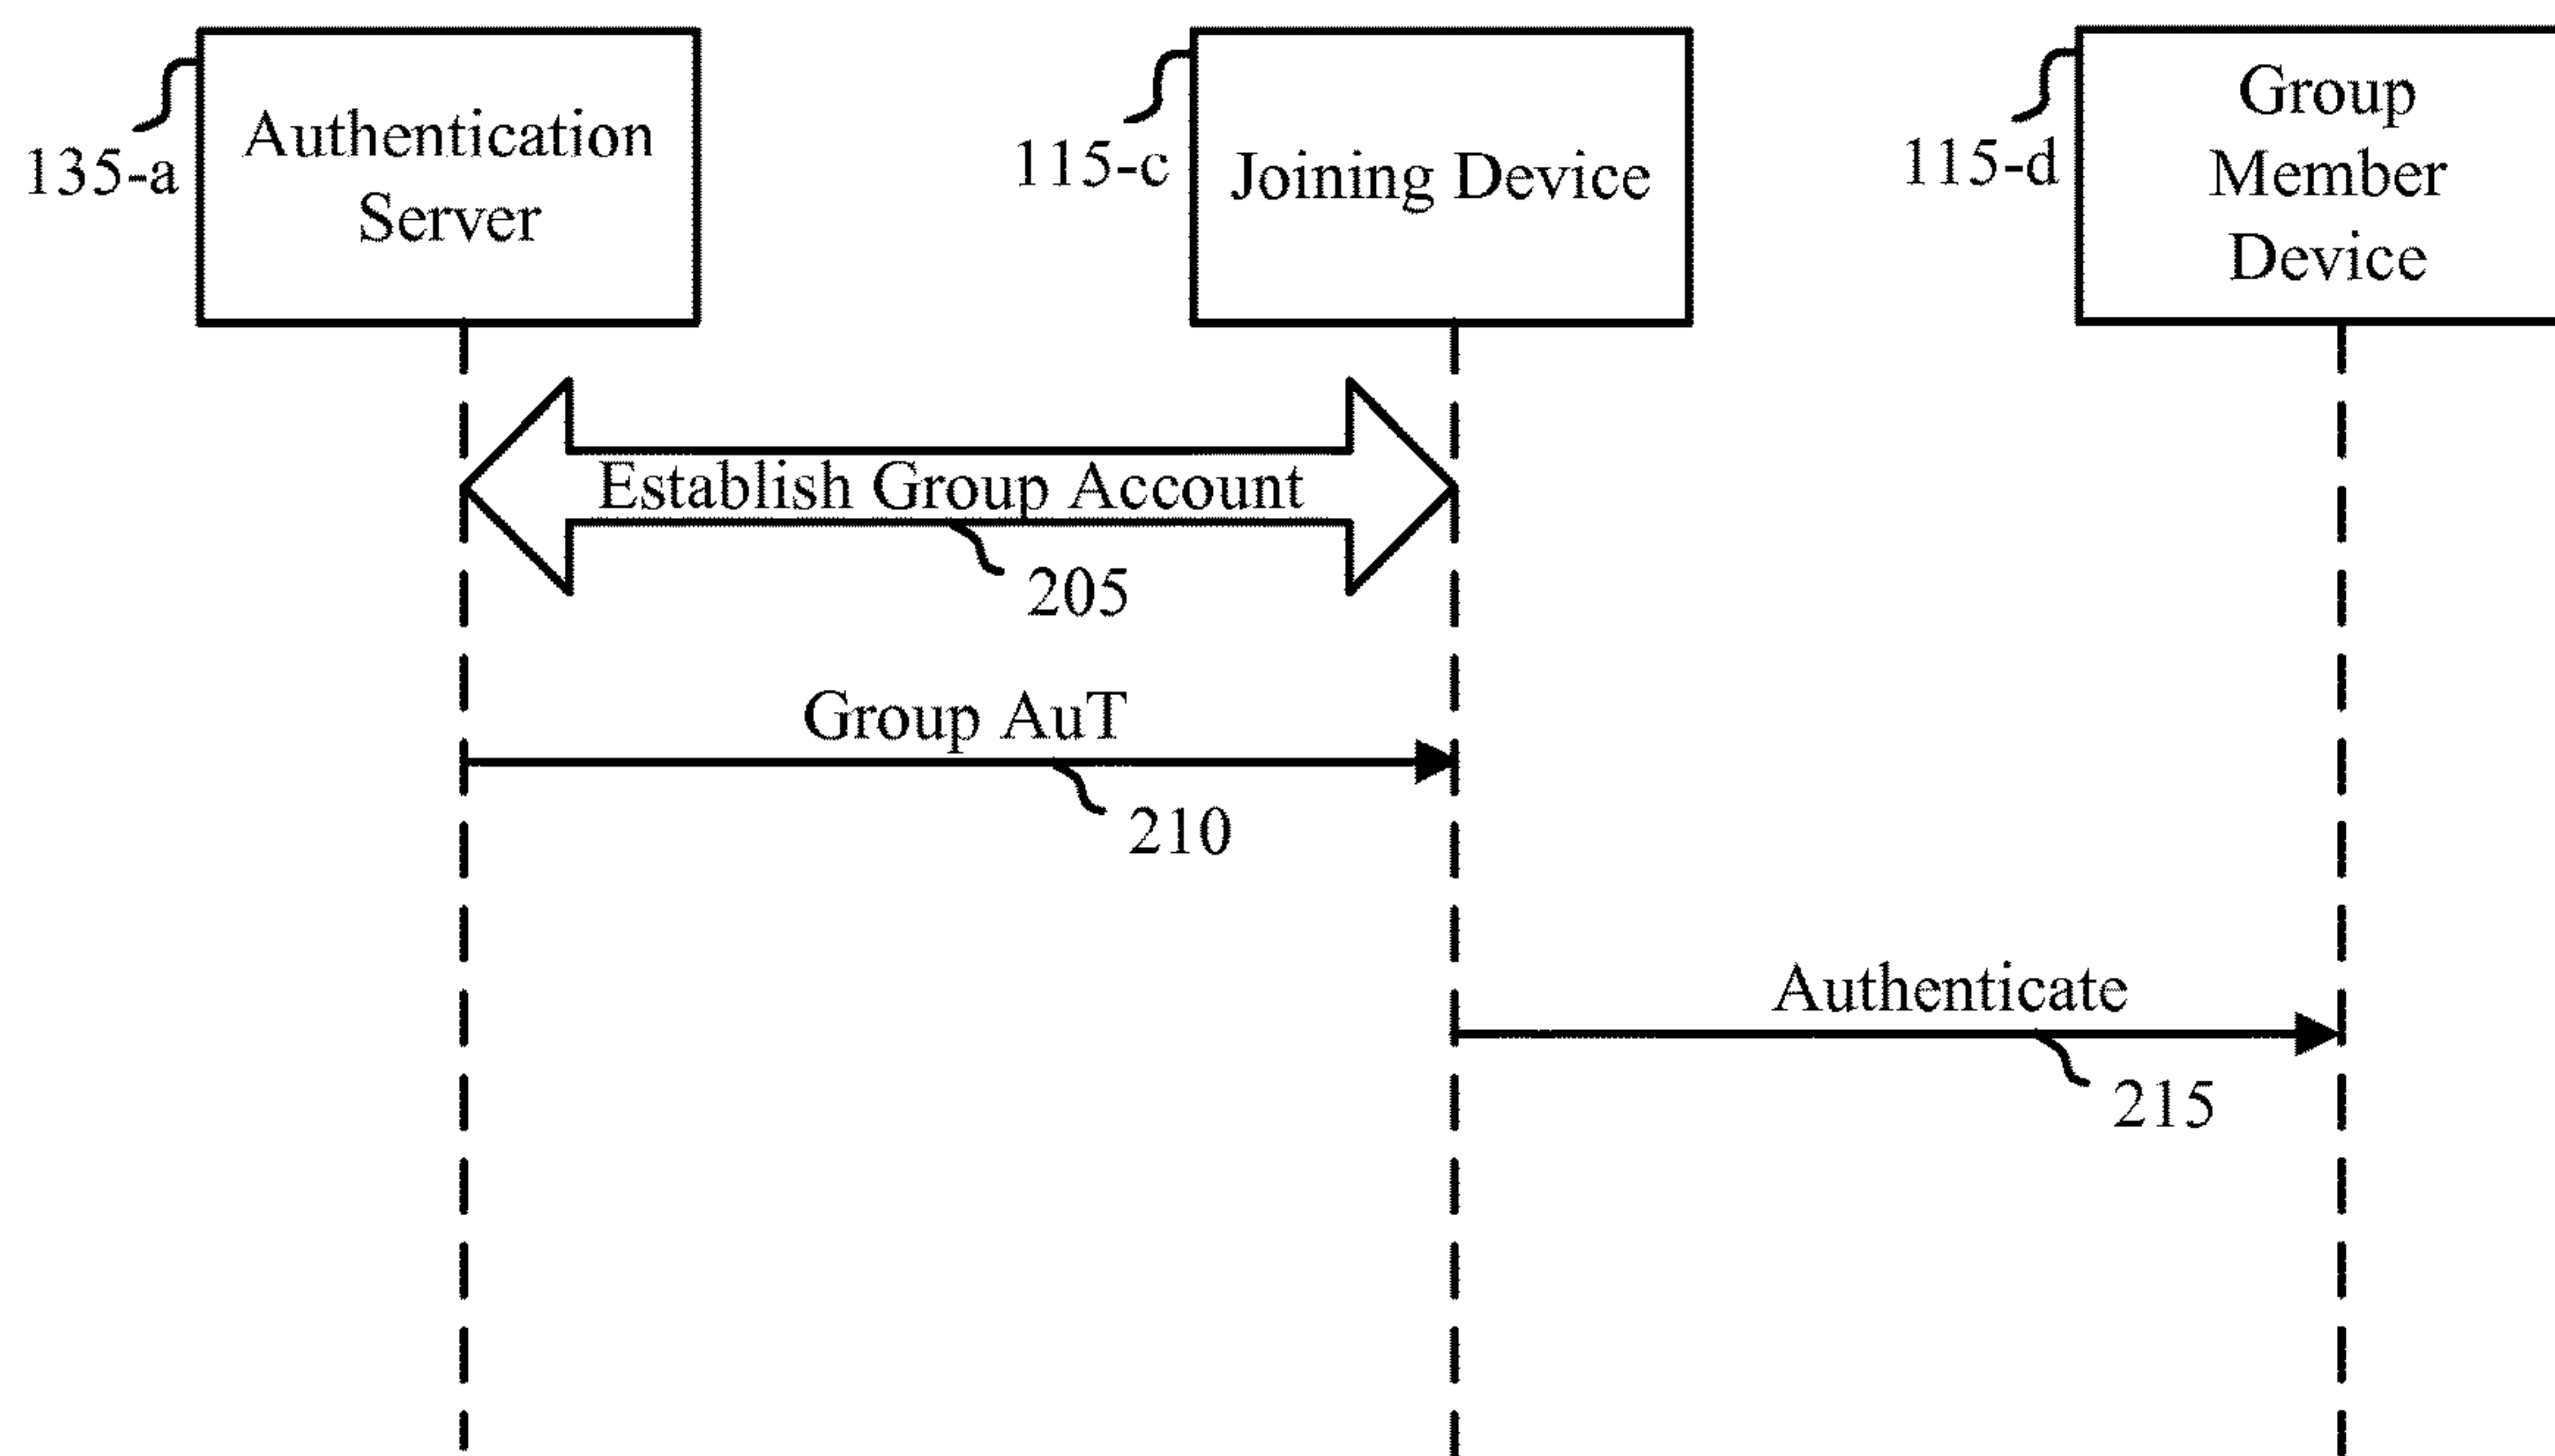 Authentication
Server
135-a
Joining Device
115-c
Group
Member
Device
115-d
Establish Group Account
205
Group AuT
210
Authenticate
215